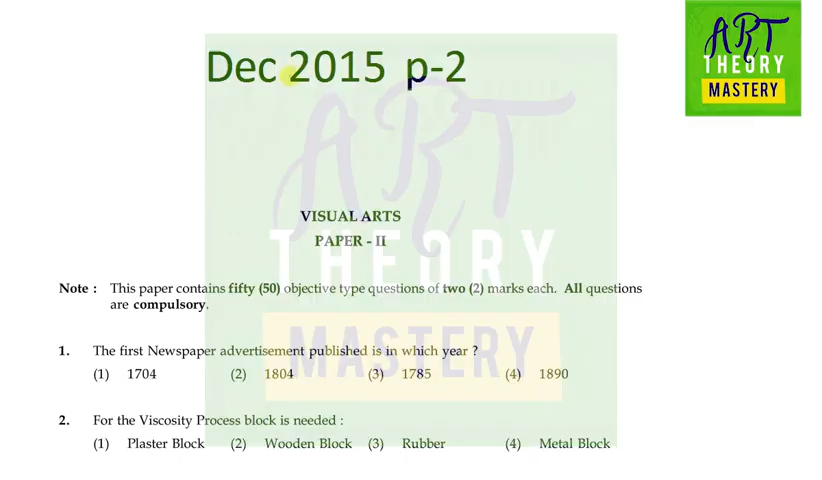 Dec 2015 p-2
ART
THEORY
MASTERY
ART
THEORY
MASTERY
VISUAL ARTS
PAPER - II
Note : This paper contains fifty (50) objective type questions of two (2) marks each. All questions
are compulsory.
1. The first Newspaper advertisement published is in which year ?
(1) 1704 (2) 1804 (3) 1785 (4) 1890
2. For the Viscosity Process block is needed :
(1) Plaster Block (2) Wooden Block (3) Rubber (4) Metal Block